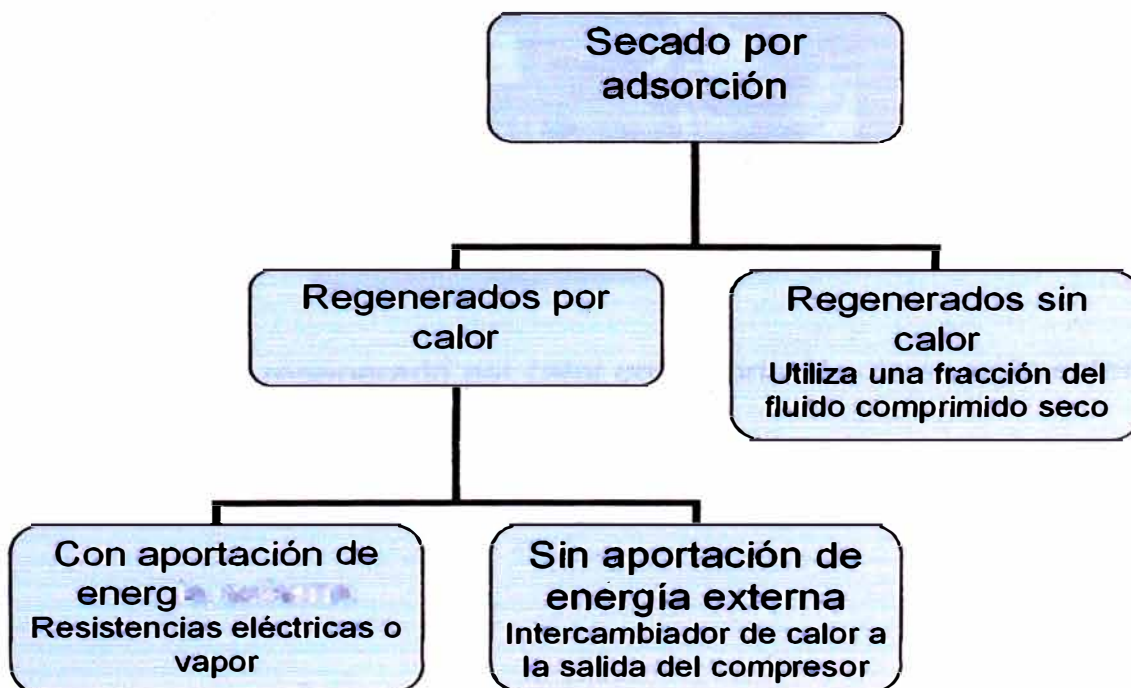 Secado por
adsorción
Regenerados por
calor
Regenerados sin
calor
Utiliza una fracción del
fluido comprimido seco
Con aportación de
energ
Resistencias eléctricas o
vapor
Sin aportación de
energía externa
Intercambiador de calor a
la salida del compresor